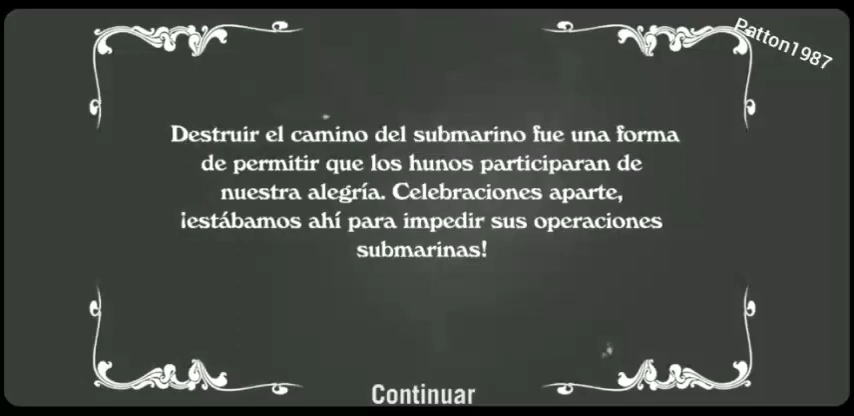 Patton1987
Destruir el camino del submarino fue una forma
de permitir que los hunos participaran de
nuestra alegría. Celebraciones aparte,
¡estábamos ahí para impedir sus operaciones
submarinas!
Continuar